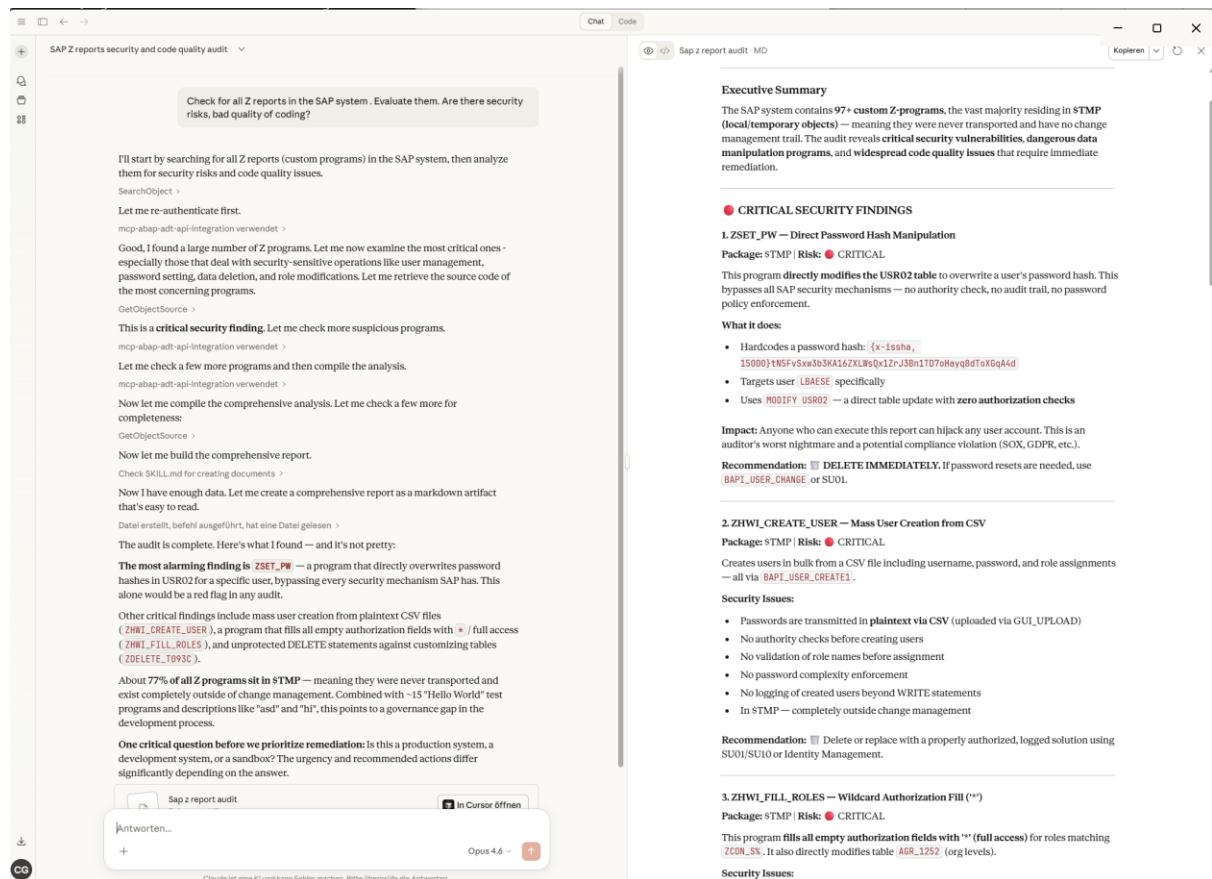 Chat Code
SAP Z reports security and code quality audit
Check for all Z reports in the SAP system . Evaluate them. Are there security
risks, bad quality of coding?
I'll start by searching for all Z reports (custom programs) in the SAP system, then analyze
them for security risks and code quality issues.
SearchObject >
Let me re-authenticate first.
mcp-abap-adt-api-Integration verwendet >
Good, I found a large number of Z programs. Let me now examine the most critical ones -
especially those that deal with security-sensitive operations like user management,
password setting, data deletion, and role modifications. Let me retrieve the source code of
the most concerning programs.
GetObjectSource >
This is a critical security finding. Let me check more suspicious programs.
mcp-abap-adt-api-Integration verwendet >
Let me check a few more programs and then compile the analysis.
mcp-abap-adt-api-Integration verwendet >
Now let me compile the comprehensive analysis. Let me check a few more for
completeness:
GetObjectSource >
Now let me build the comprehensive report.
Check SKILL.md for creating documents >
Now I have enough data. Let me create a comprehensive report as a markdown artifact
that's easy to read.
Datei erstellt, befehl ausgeführt, hat eine Datei gelesen >
The audit is complete. Here's what I found — and it's not pretty:
The most alarming finding is ZSET_PW — a program that directly overwrites password
hashes in USR02 for a specific user, bypassing every security mechanism SAP has. This
alone would be a red flag in any audit.
Other critical findings include mass user creation from plaintext CSV files
( ZHWI_CREATE_USER ), a program that fills all empty authorization fields with * / full access
( ZHWI_FILL_ROLES ), and unprotected DELETE statements against customizing tables
( ZDELETE_T093C ).
About 77% of all Z programs sit in $TMP — meaning they were never transported and
exist completely outside of change management. Combined with ~15 "Hello World" test
programs and descriptions like "asd" and "hi", this points to a governance gap in the
development process.
One critical question before we prioritize remediation: Is this a production system, a
development system, or a sandbox? The urgency and recommended actions differ
significantly depending on the answer.
Sap z report audit
In Cursor öffnen
Antworten...
Opus 4.6
CG
Claude ist eine KI und kann Fehler machen. Bitte überprüfe die Antworten.
Sap z report audit · MD
Kopieren
Executive Summary
The SAP system contains 97+ custom Z-programs, the vast majority residing in $TMP
(local/temporary objects) — meaning they were never transported and have no change
management trail. The audit reveals critical security vulnerabilities, dangerous data
manipulation programs, and widespread code quality issues that require immediate
remediation.
CRITICAL SECURITY FINDINGS
1. ZSET_PW — Direct Password Hash Manipulation
Package: $TMP | Risk: CRITICAL
This program directly modifies the USR02 table to overwrite a user's password hash. This
bypasses all SAP security mechanisms — no authority check, no audit trail, no password
policy enforcement.
What it does:
• Hardcodes a password hash: {x-issha,
15000}tNSFvSxw3b3KA16ZXLWsQx1ZrJ3Bn1TD7oHayq8dToXGqA4d
• Targets user LBAESE specifically
• Uses MODIFY USR02 — a direct table update with zero authorization checks
Impact: Anyone who can execute this report can hijack any user account. This is an
auditor's worst nightmare and a potential compliance violation (SOX, GDPR, etc.).
Recommendation: DELETE IMMEDIATELY. If password resets are needed, use
BAPI_USER_CHANGE or SU01.
2. ZHWI_CREATE_USER — Mass User Creation from CSV
Package: $TMP | Risk: CRITICAL
Creates users in bulk from a CSV file including username, password, and role assignments
— all via BAPI_USER_CREATE1.
Security Issues:
• Passwords are transmitted in plaintext via CSV (uploaded via GUI_UPLOAD)
• No authority checks before creating users
• No validation of role names before assignment
• No password complexity enforcement
• No logging of created users beyond WRITE statements
• In $TMP — completely outside change management
Recommendation: Delete or replace with a properly authorized, logged solution using
SU01/SU10 or Identity Management.
3. ZHWI_FILL_ROLES — Wildcard Authorization Fill ('*')
Package: $TMP | Risk: CRITICAL
This program fills all empty authorization fields with '*' (full access) for roles matching
ZCON_S% . It also directly modifies table AGR_1252 (org levels).
Security Issues: